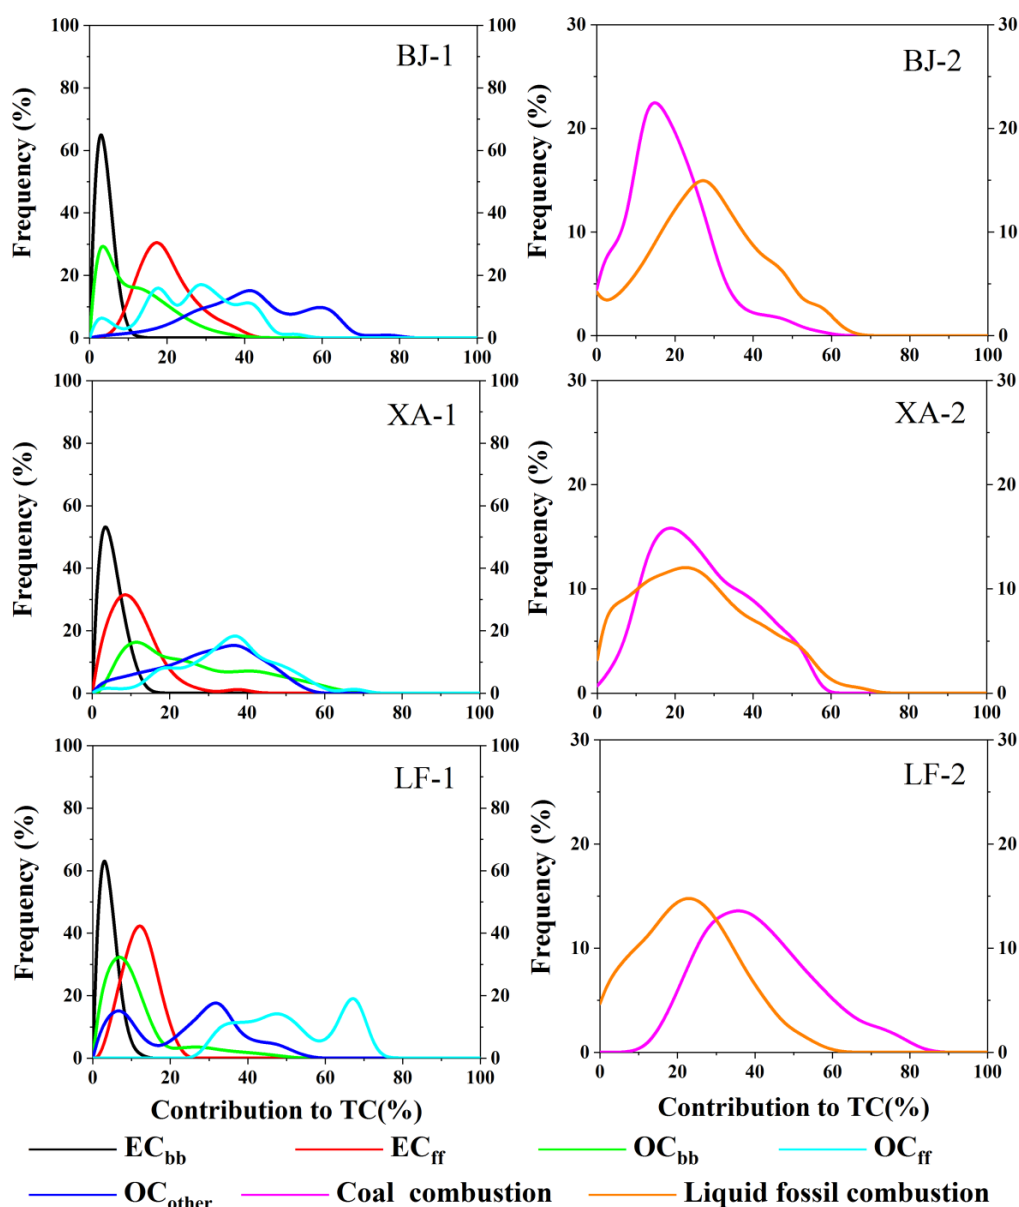 BJ-1
Frequency (%)
100
80
60
40
20
0
100
80
60
40
20
0
0 20 40 60 80 100
BJ-2
Frequency (%)
30
20
10
0
30
20
10
0
0 20 40 60 80 100
XA-1
Frequency (%)
100
80
60
40
20
0
100
80
60
40
20
0
0 20 40 60 80 100
XA-2
Frequency (%)
30
20
10
0
30
20
10
0
0 20 40 60 80 100
LF-1
Frequency (%)
100
80
60
40
20
0
100
80
60
40
20
0
0 20 40 60 80 100
Contribution to TC(%)
LF-2
Frequency (%)
30
20
10
0
30
20
10
0
0 20 40 60 80 100
Contribution to TC(%)
ECbb ECff OCbb OCff
OCother Coal combustion Liquid fossil combustion